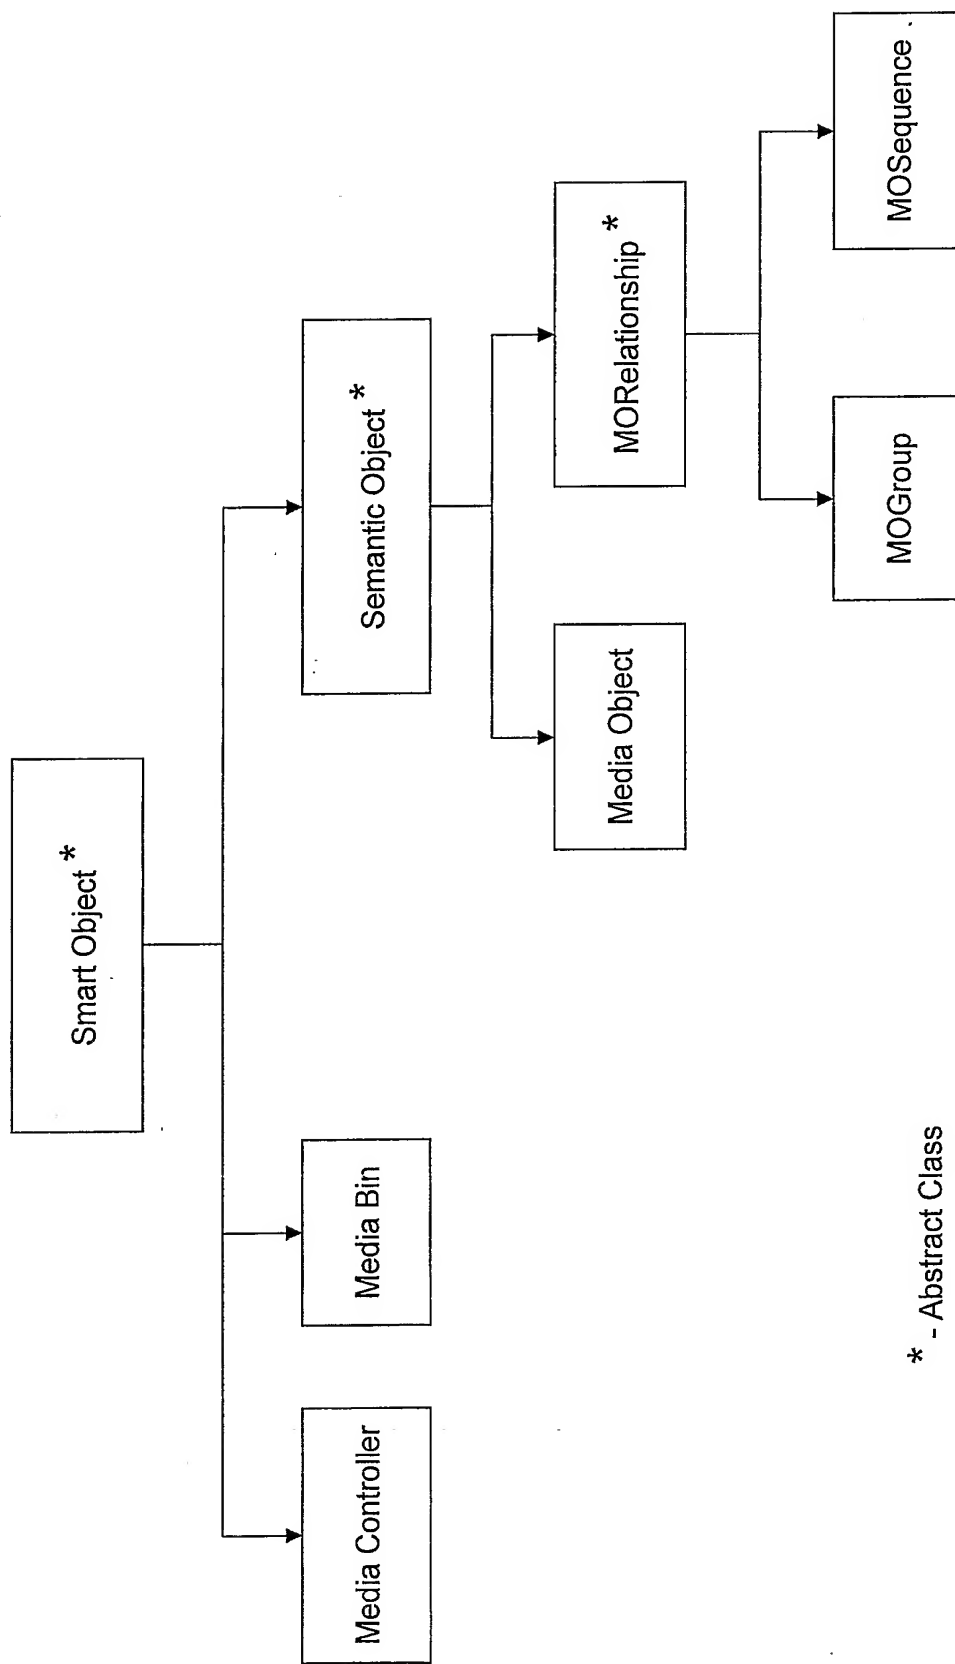 Smart Object *
Media Controller
Media Bin
Semantic Object *
Media Object
MORelationship *
MOGroup
MOSequence
* - Abstract Class